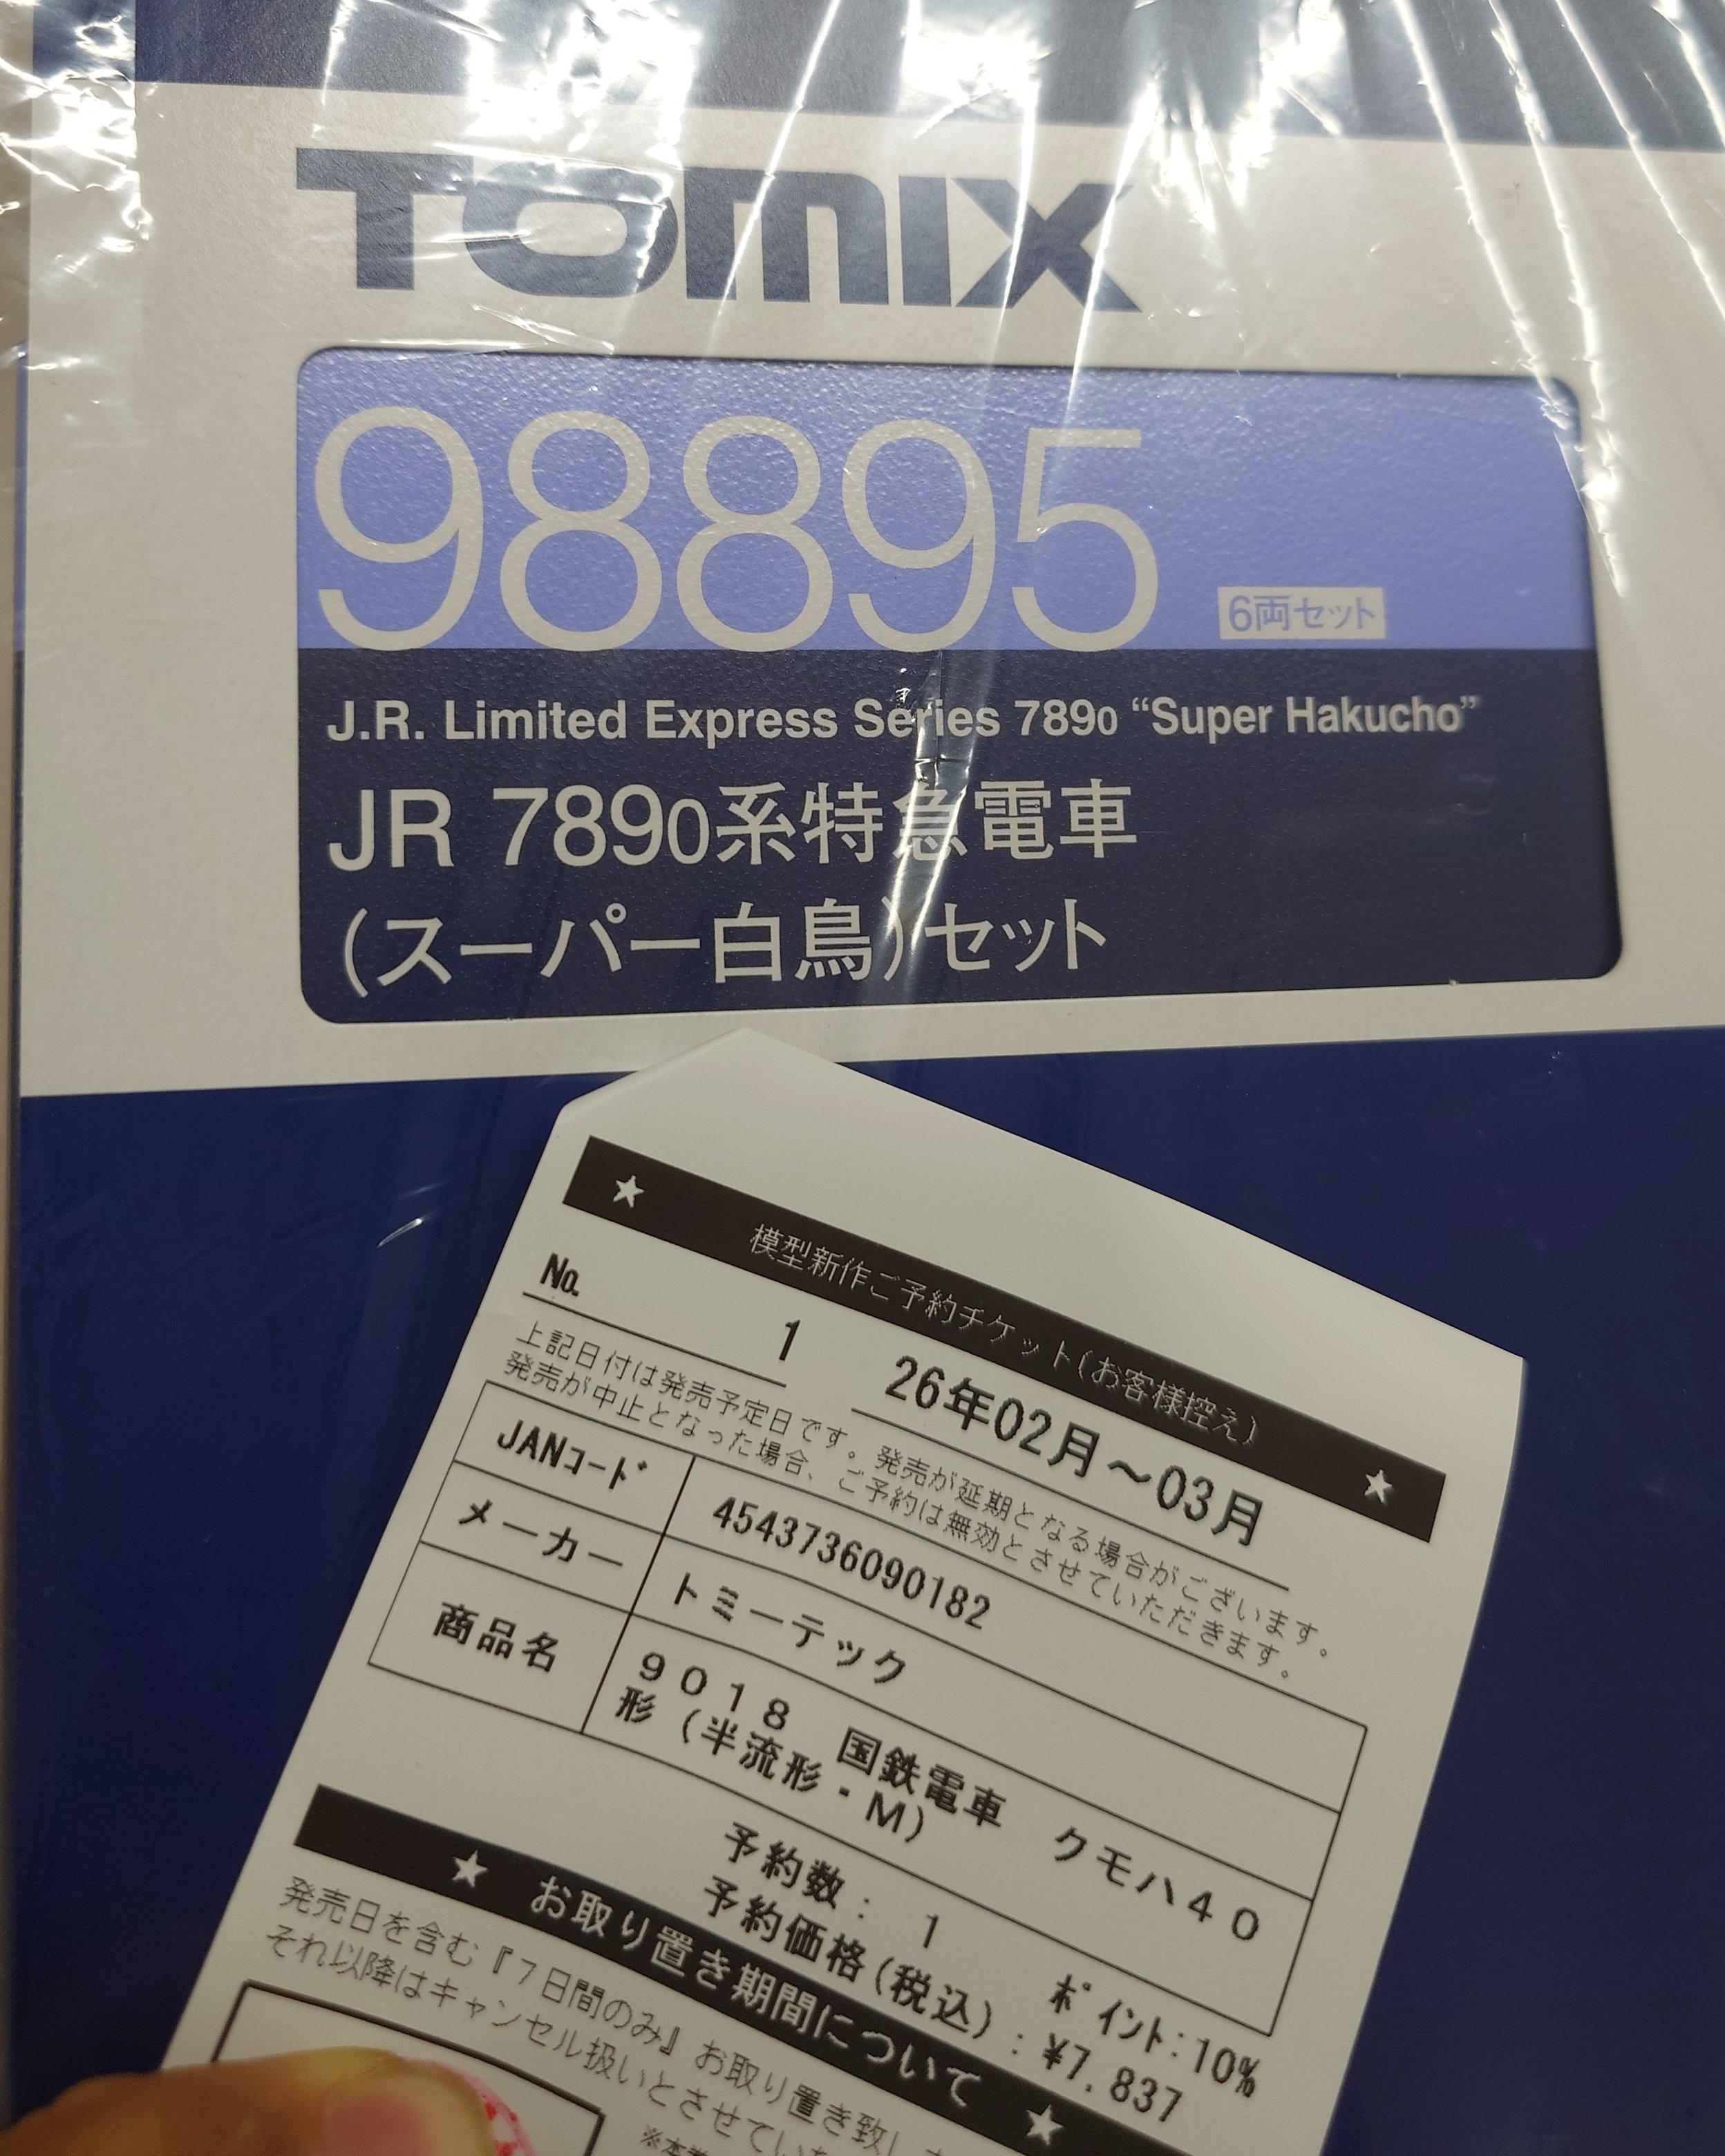 TOMIX
98895 6両セット
J.R. Limited Express Series 7890 “Super Hakucho”
JR 7890系特急電車
(スーパー白鳥)セット
★ 模型新作ご予約チケット(お客様控え) ★
No. 1 26年02月～03月
上記日付は発売予定日です。発売が延期となる場合がございます。
発売が中止となった場合、ご予約は無効とさせていただきます。
JANコード 4543736090182
メーカー トミーテック
商品名 9018 国鉄電車 クモハ40
形(半流形・M)
予約数: 1 ポイント:10%
予約価格(税込):¥7,837
★ お取り置き期間について ★
発売日を含む『7日間のみ』お取り置き致しま
それ以降はキャンセル扱いとさせていた
※本券